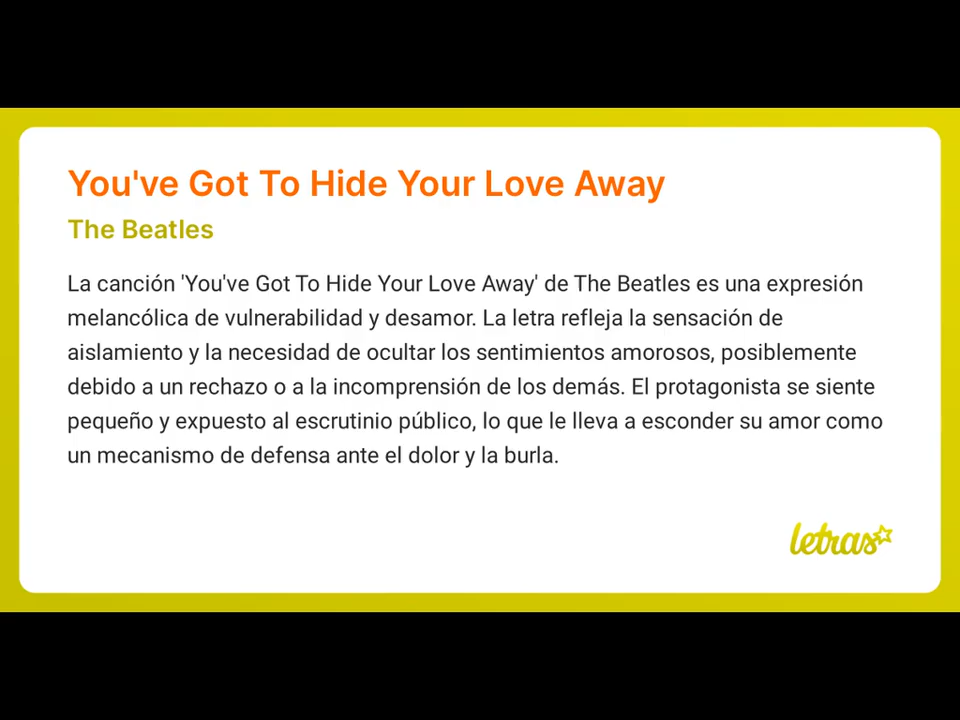 You've Got To Hide Your Love Away
The Beatles
La canción 'You've Got To Hide Your Love Away' de The Beatles es una expresión
melancólica de vulnerabilidad y desamor. La letra refleja la sensación de
aislamiento y la necesidad de ocultar los sentimientos amorosos, posiblemente
debido a un rechazo o a la incomprensión de los demás. El protagonista se siente
pequeño y expuesto al escrutinio público, lo que le lleva a esconder su amor como
un mecanismo de defensa ante el dolor y la burla.
letras